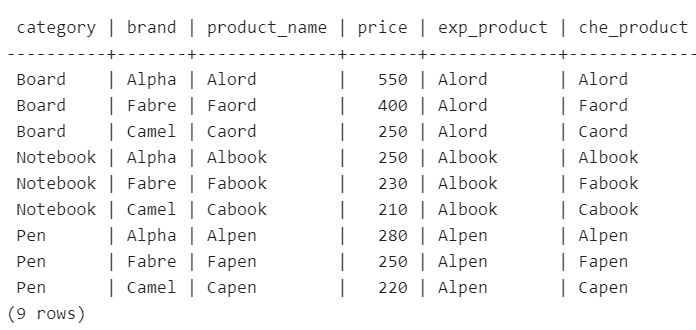 category | brand | product_name | price | exp_product | che_product
----------+-------+--------------+-------+-------------+-------------
Board    | Alpha | Alord        |   550 | Alord       | Alord
Board    | Fabre | Faord        |   400 | Alord       | Faord
Board    | Camel | Caord        |   250 | Alord       | Caord
Notebook | Alpha | Albook       |   250 | Albook      | Albook
Notebook | Fabre | Fabook       |   230 | Albook      | Fabook
Notebook | Camel | Cabook       |   210 | Albook      | Cabook
Pen      | Alpha | Alpen        |   280 | Alpen       | Alpen
Pen      | Fabre | Fapen        |   250 | Alpen       | Fapen
Pen      | Camel | Capen        |   220 | Alpen       | Capen
(9 rows)